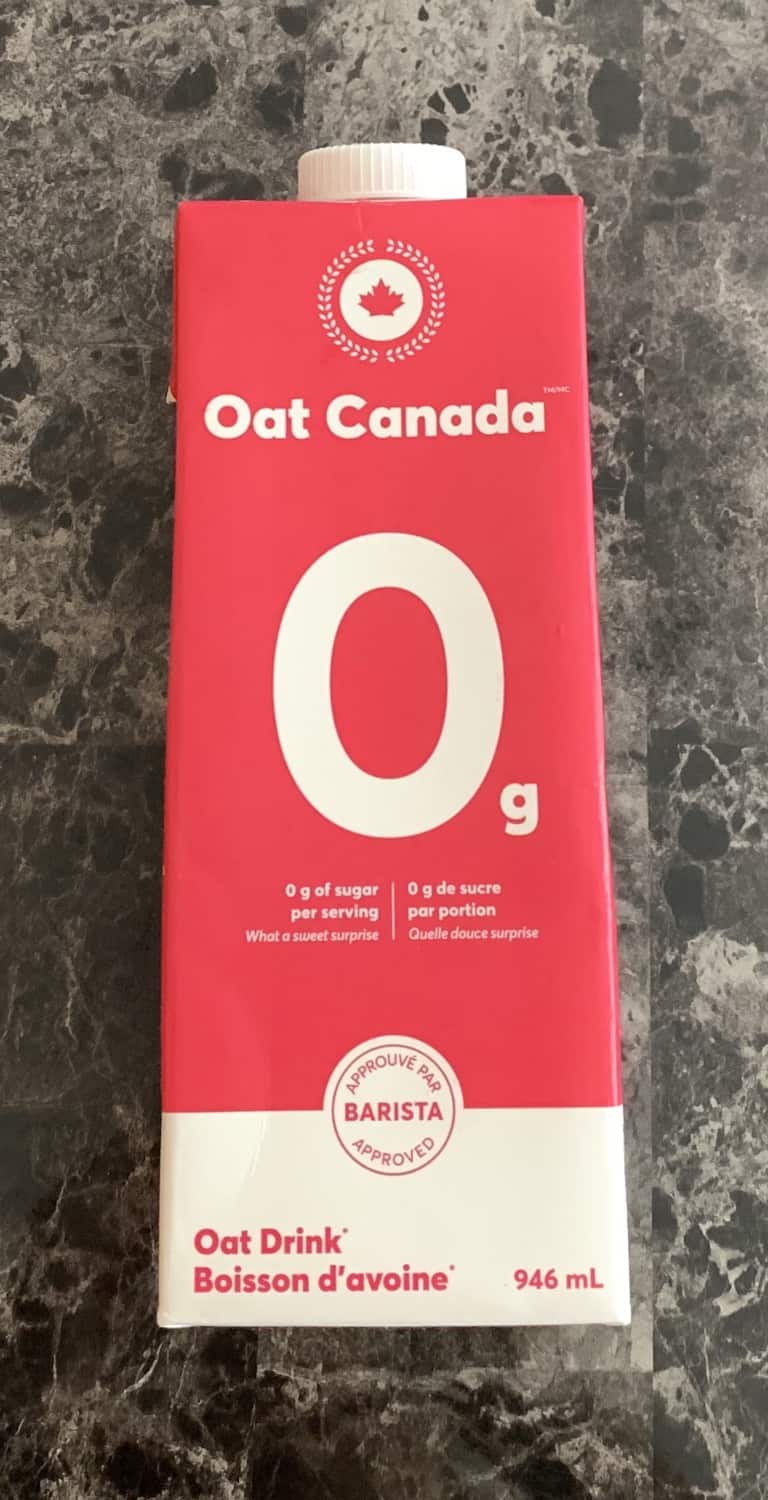 Oat Canada TM/MC
0 g
0 g of sugar
per serving
What a sweet surprise
0 g de sucre
par portion
Quelle douce surprise
APPROUVÉ PAR
BARISTA
APPROVED
Oat Drink*
Boisson d'avoine*
946 mL